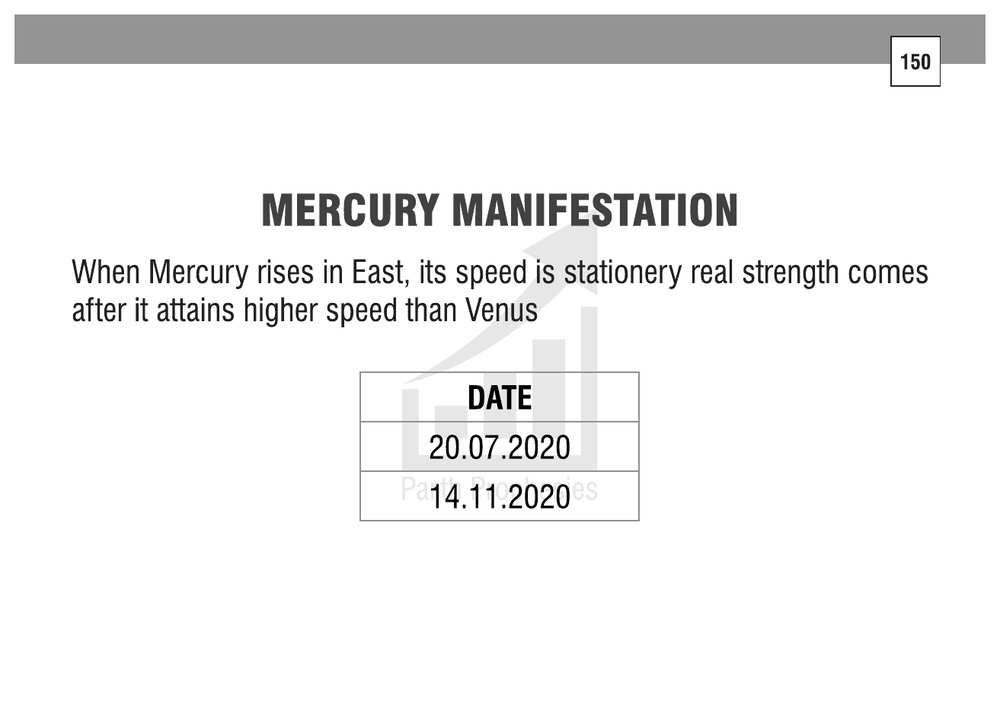 150
MERCURY MANIFESTATION
When Mercury rises in East, its speed is stationery real strength comes
after it attains higher speed than Venus
DATE
20.07.2020
14.11.2020